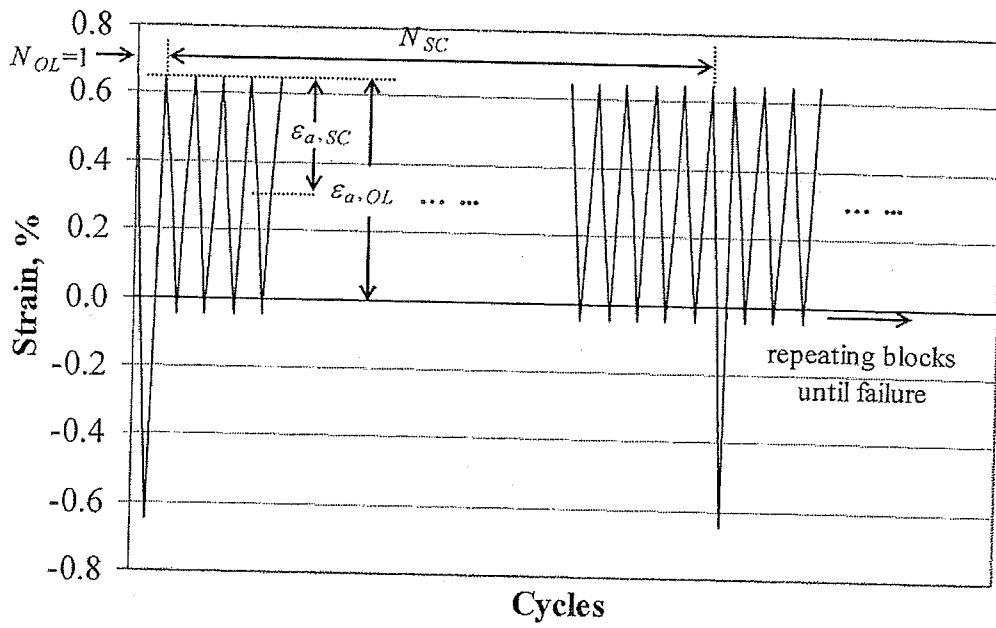 0.8
N_OL=1
N_SC
0.6
ε_a,SC
0.4
ε_a,OL ... ...
... ...
0.2
0.0
-0.2
repeating blocks
until failure
-0.4
-0.6
-0.8
Strain, %
Cycles